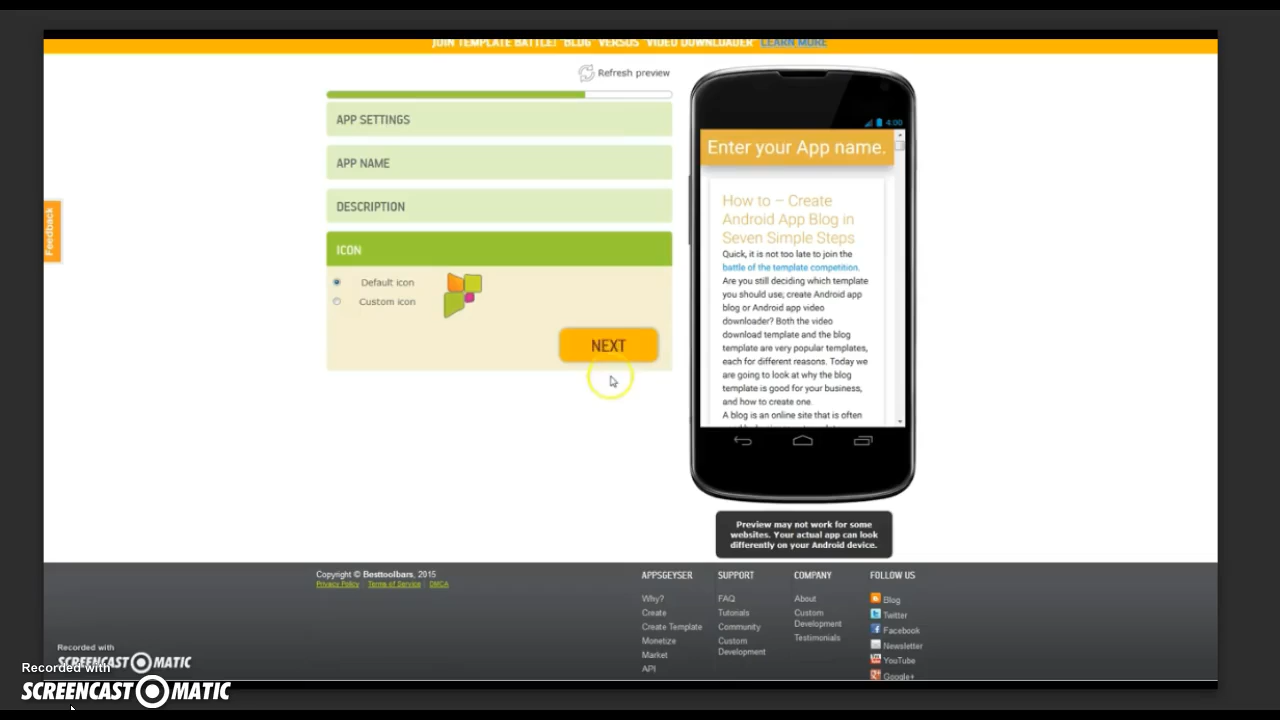 JOIN TEMPLATE BATTLE! BLOG VERSUS VIDEO DOWNLOADER LEARN MORE
Refresh preview
APP SETTINGS
APP NAME
DESCRIPTION
ICON
Default icon
Custom icon
NEXT
Feedback
4:00
Enter your App name.
How to – Create
Android App Blog in
Seven Simple Steps
Quick, it is not too late to join the
battle of the template competition.
Are you still deciding which template
you should use; create Android app
blog or Android app video
downloader? Both the video
download template and the blog
template are very popular templates,
each for different reasons. Today we
are going to look at why the blog
template is good for your business,
and how to create one.
A blog is an online site that is often
Preview may not work for some
websites. Your actual app can look
differently on your Android device.
Copyright © Besttoolbars, 2015
Privacy Policy Terms of Service DMCA
APPSGEYSER
Why?
Create
Create Template
Monetize
Market
API
SUPPORT
FAQ
Tutorials
Community
Custom
Development
COMPANY
About
Custom
Development
Testimonials
FOLLOW US
Blog
Twitter
Facebook
Newsletter
YouTube
Google+
Recorded with
SCREENCAST-O-MATIC
Recorded with
SCREENCAST-O-MATIC